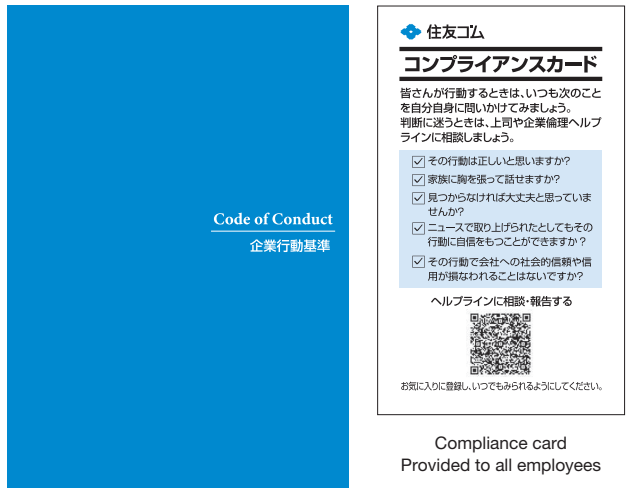 Code of Conduct
企業行動基準
住友ゴム
コンプライアンスカード
皆さんが行動するときは、いつも次のこと
を自分自身に問いかけてみましょう。
判断に迷うときは、上司や企業倫理ヘルプ
ラインに相談しましょう。
その行動は正しいと思いますか?
家族に胸を張って話せますか?
見つからなければ大丈夫と思っていま
せんか?
ニュースで取り上げられたとしてもその
行動に自信をもつことができますか?
その行動で会社への社会的信頼や信
用が損なわれることはないですか?
ヘルプラインに相談・報告する
お気に入りに登録し、いつでもみられるようにしてください。
Compliance card
Provided to all employees